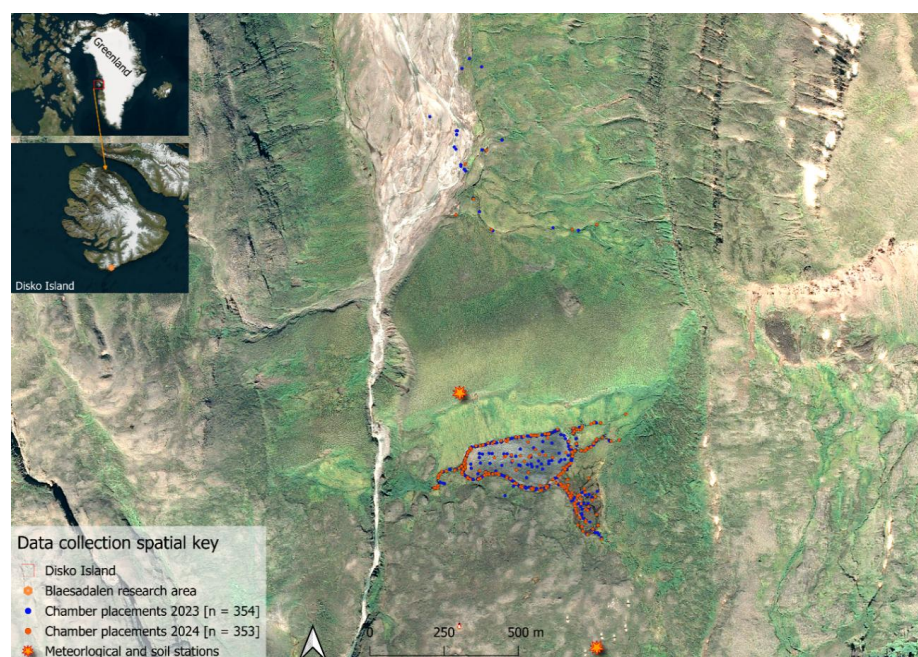 Greenland
Disko Island
Data collection spatial key
Disko Island
Blaesadalen research area
Chamber placements 2023 [n = 354]
Chamber placements 2024 [n = 353]
Meteorlogical and soil stations
0 250 500 m